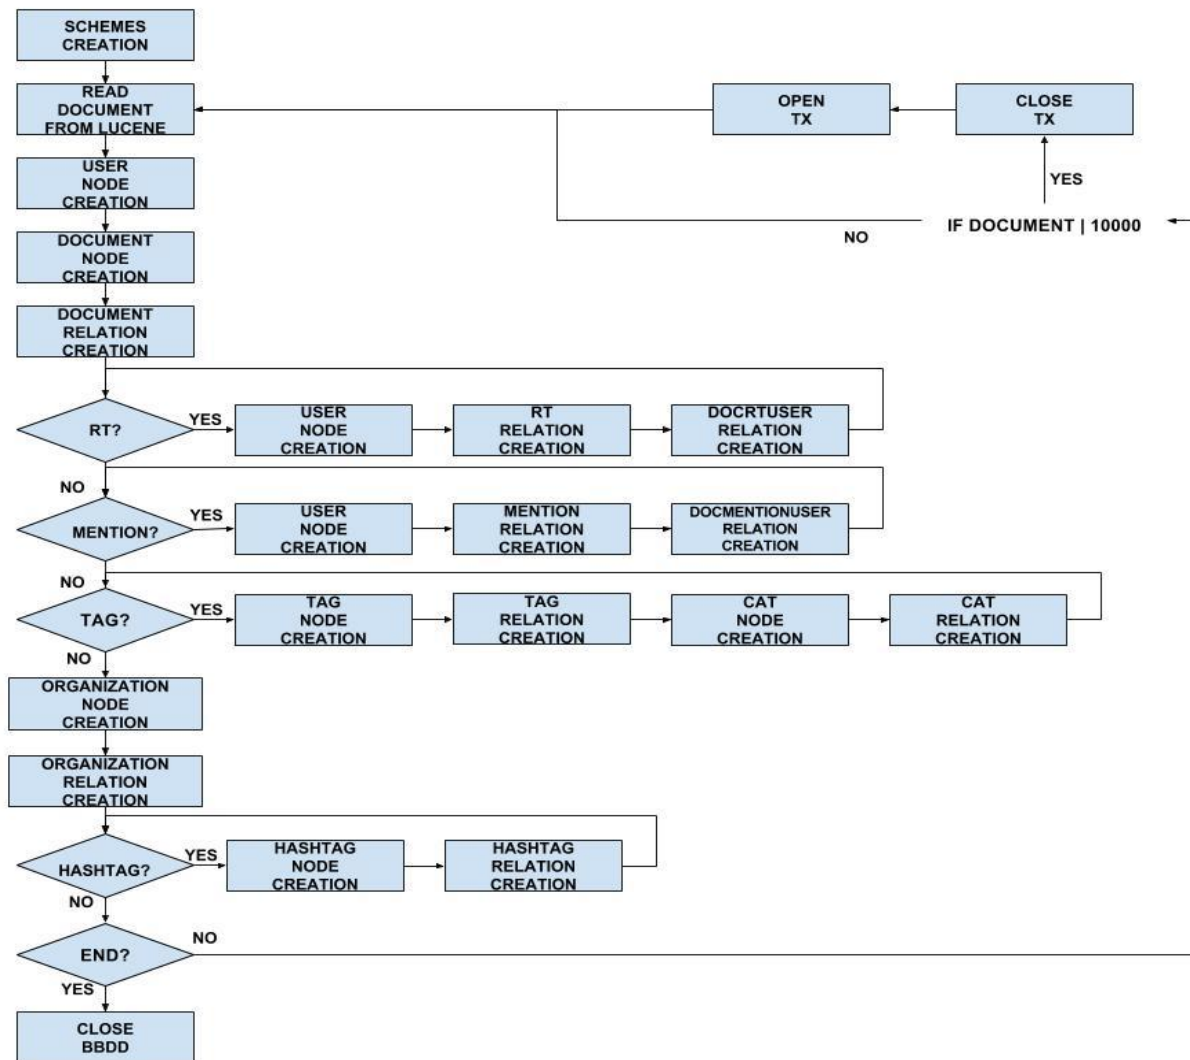 SCHEMES
CREATION
READ
DOCUMENT
FROM LUCENE
OPEN
TX
CLOSE
TX
USER
NODE
CREATION
YES
IF DOCUMENT | 10000
NO
DOCUMENT
NODE
CREATION
DOCUMENT
RELATION
CREATION
RT?
YES
USER
NODE
CREATION
RT
RELATION
CREATION
DOCRTUSER
RELATION
CREATION
NO
MENTION?
YES
USER
NODE
CREATION
MENTION
RELATION
CREATION
DOCMENTIONUSER
RELATION
CREATION
NO
TAG?
YES
TAG
NODE
CREATION
TAG
RELATION
CREATION
CAT
NODE
CREATION
CAT
RELATION
CREATION
NO
ORGANIZATION
NODE
CREATION
ORGANIZATION
RELATION
CREATION
HASHTAG?
YES
HASHTAG
NODE
CREATION
HASHTAG
RELATION
CREATION
NO
END?
NO
YES
CLOSE
BBDD